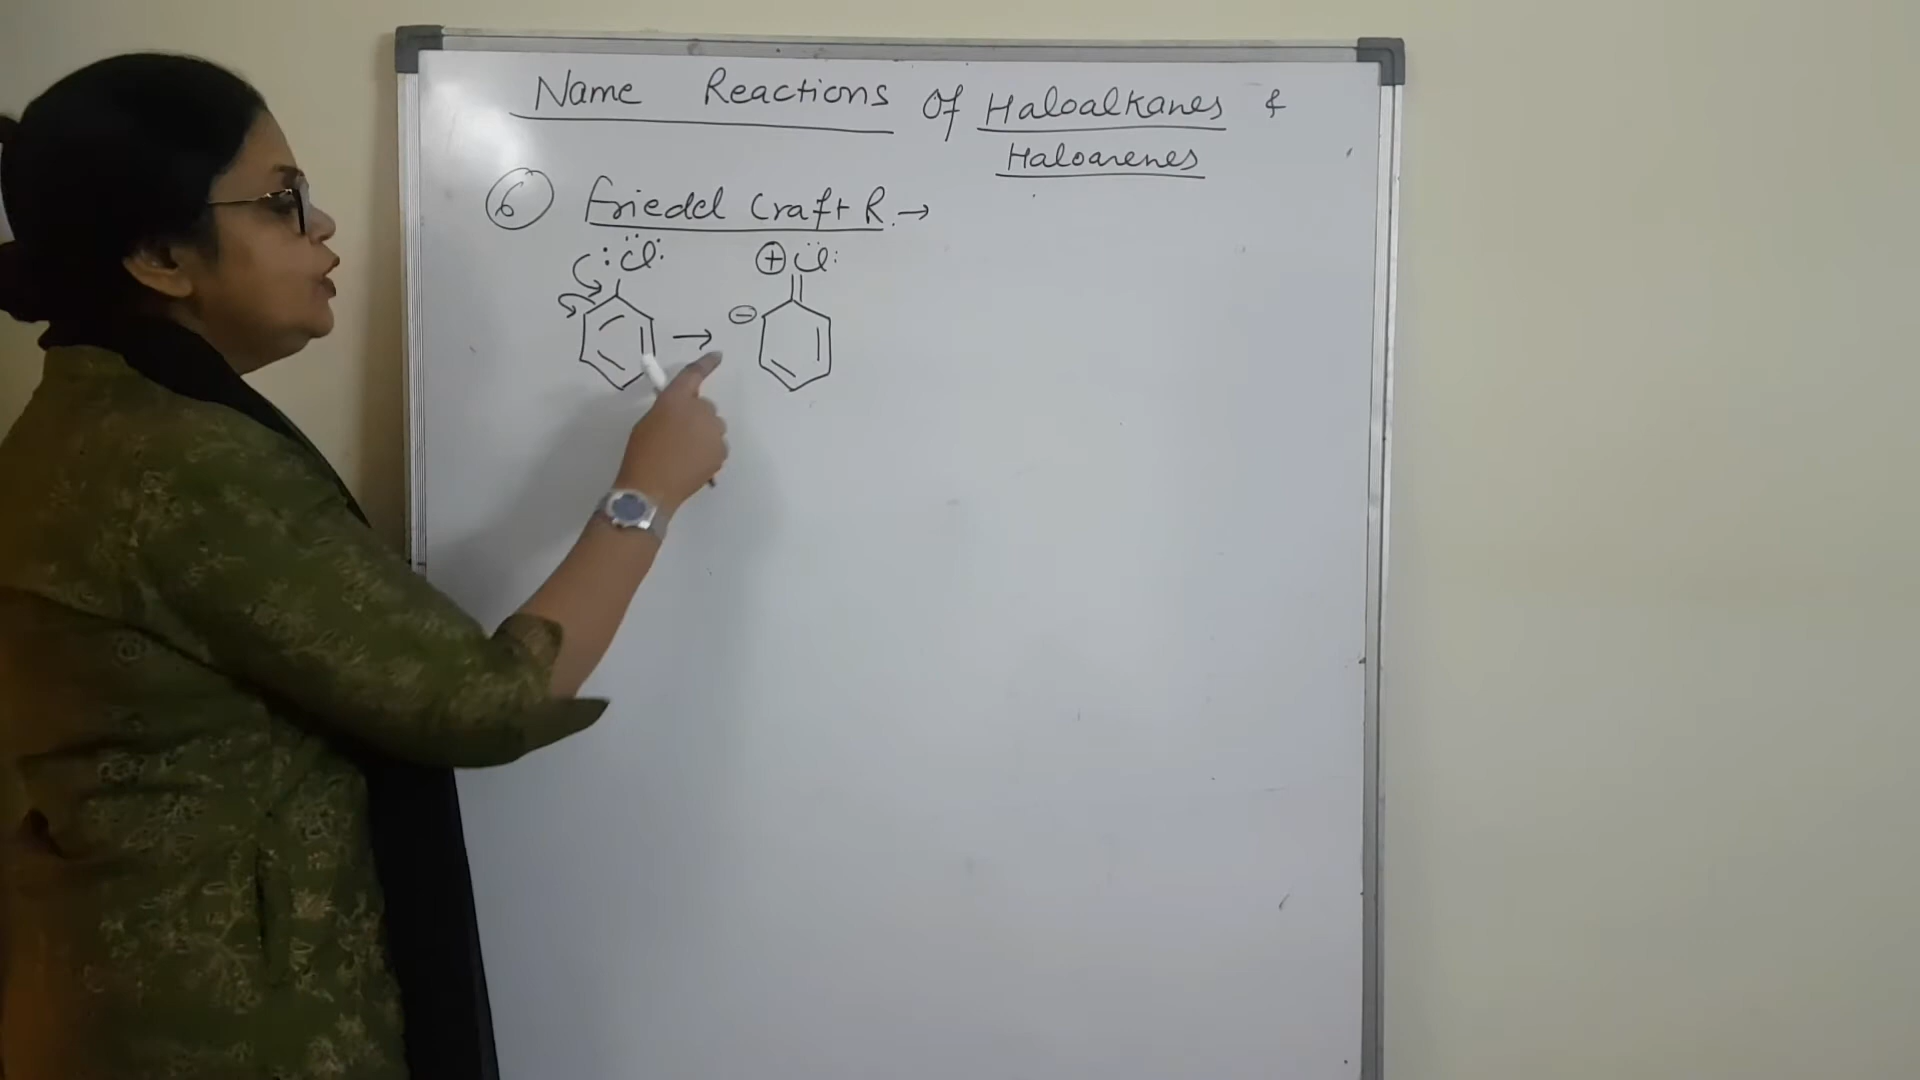 Name Reactions Of Haloalkanes &
Haloarenes
6 Friedel Craft R. →
:Cl: ⊕ Cl:
⊖
→